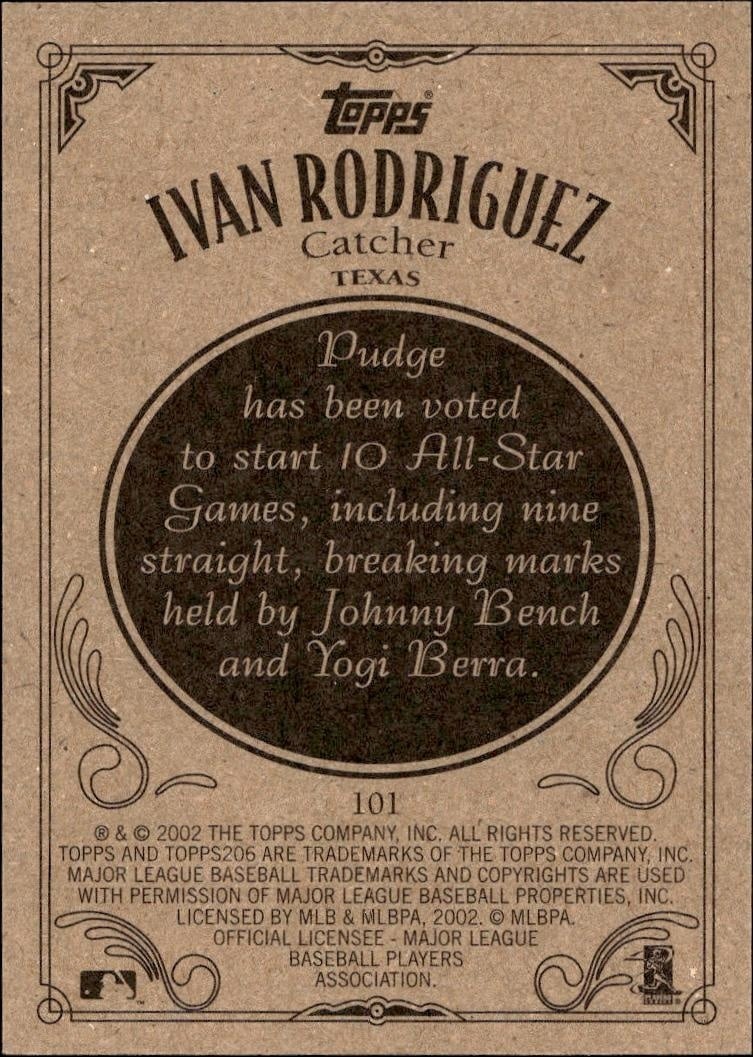 Topps®
IVAN RODRIGUEZ
Catcher
TEXAS
Pudge
has been voted
to start 10 All-Star
Games, including nine
straight, breaking marks
held by Johnny Bench
and Yogi Berra.
101
® & © 2002 THE TOPPS COMPANY, INC. ALL RIGHTS RESERVED.
TOPPS AND TOPPS206 ARE TRADEMARKS OF THE TOPPS COMPANY, INC.
MAJOR LEAGUE BASEBALL TRADEMARKS AND COPYRIGHTS ARE USED
WITH PERMISSION OF MAJOR LEAGUE BASEBALL PROPERTIES, INC.
LICENSED BY MLB & MLBPA, 2002. © MLBPA.
OFFICIAL LICENSEE - MAJOR LEAGUE
BASEBALL PLAYERS
ASSOCIATION.
™